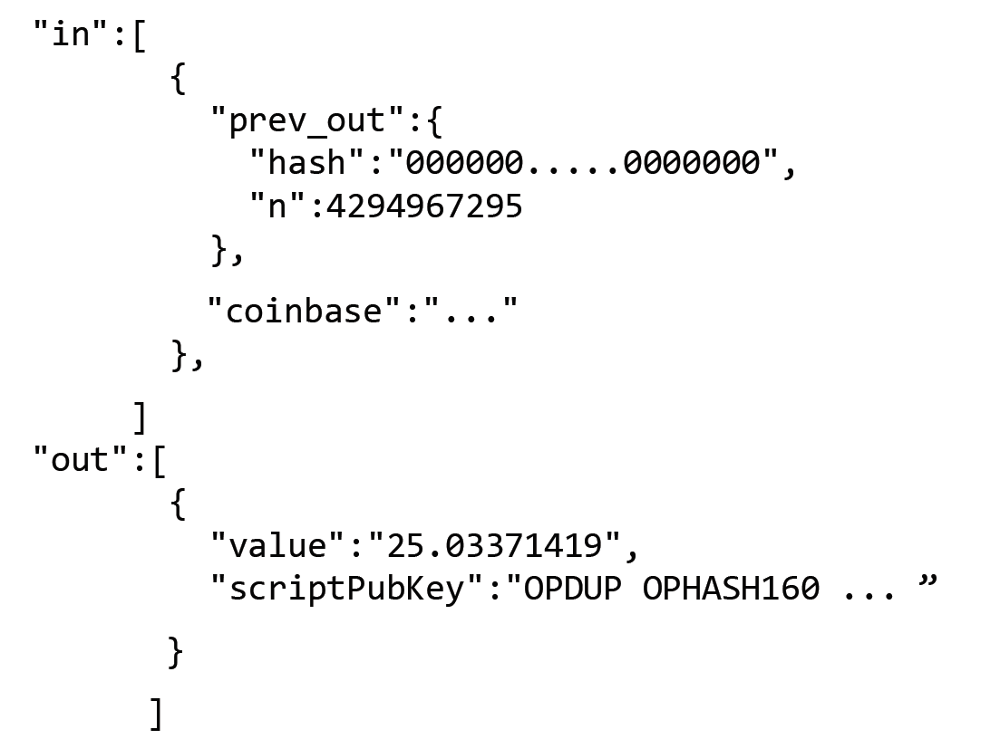 "in":[
{
"prev_out":{
"hash":"000000.....0000000",
"n":4294967295
},
"coinbase":"..."
},
]
"out":[
{
"value":"25.03371419",
"scriptPubKey":"OPDUP OPHASH160 ... ”
}
]